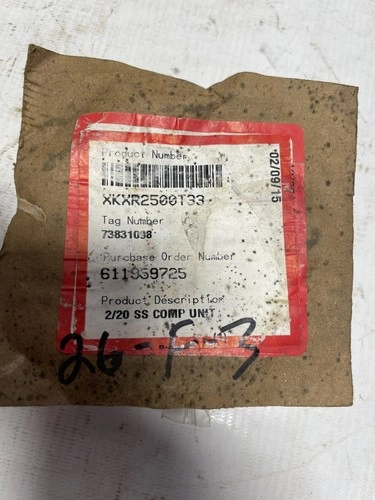 Product Number
XKXR2500T33
02/09/15
Tag Number
73831098
Purchase Order Number
611959725
Product Description
2/20 SS COMP UNIT
26-F-3